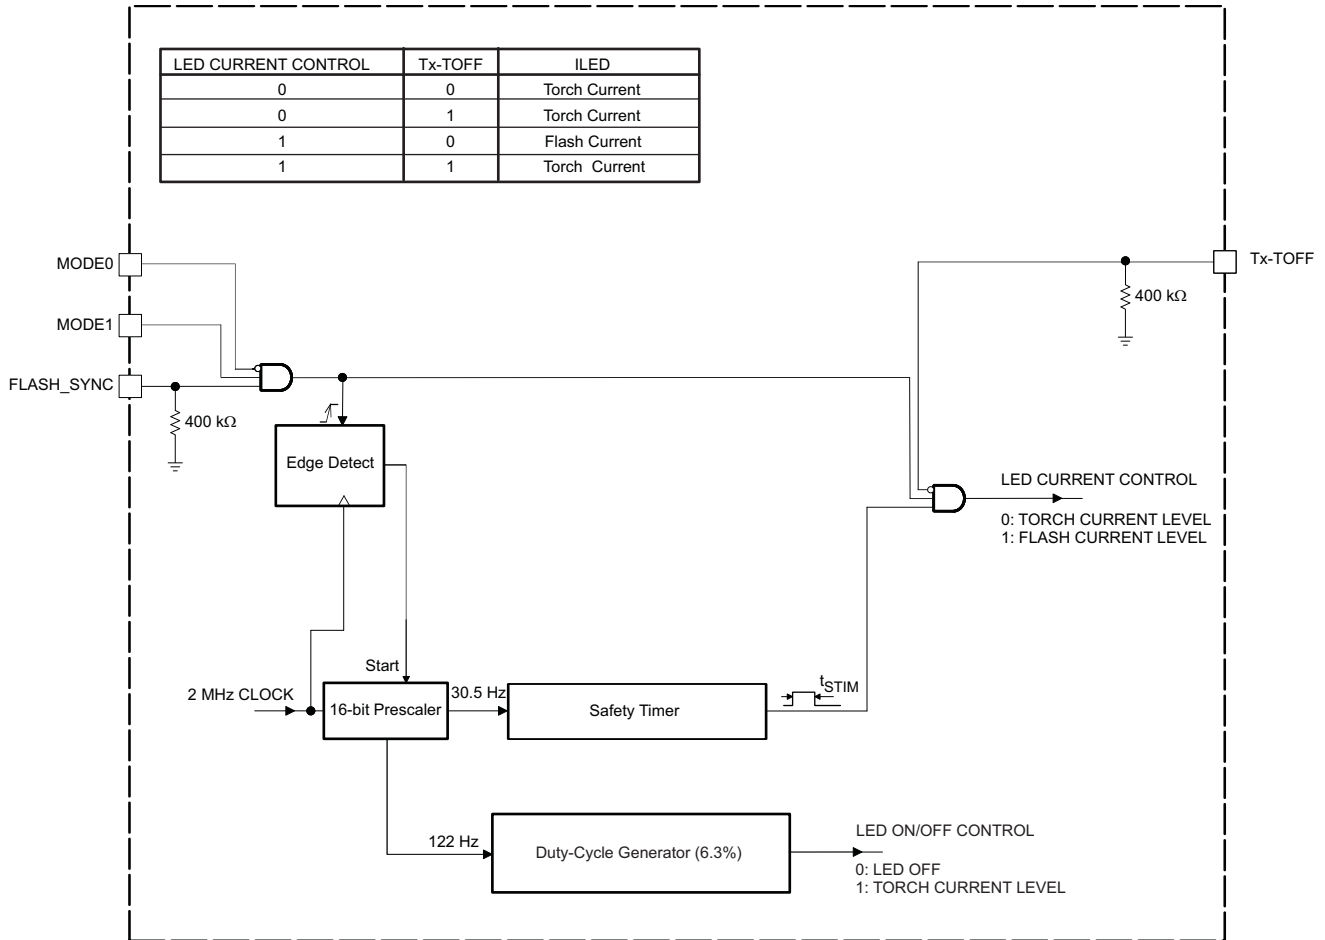 LED CURRENT CONTROL Tx-TOFF ILED
0 0 Torch Current
0 1 Torch Current
1 0 Flash Current
1 1 Torch Current
MODE0
Tx-TOFF
400 kΩ
MODE1
FLASH_SYNC
400 kΩ
Edge Detect
LED CURRENT CONTROL
0: TORCH CURRENT LEVEL
1: FLASH CURRENT LEVEL
Start
2 MHz CLOCK
16-bit Prescaler
30.5 Hz
Safety Timer
tSTIM
122 Hz
Duty-Cycle Generator (6.3%)
LED ON/OFF CONTROL
0: LED OFF
1: TORCH CURRENT LEVEL